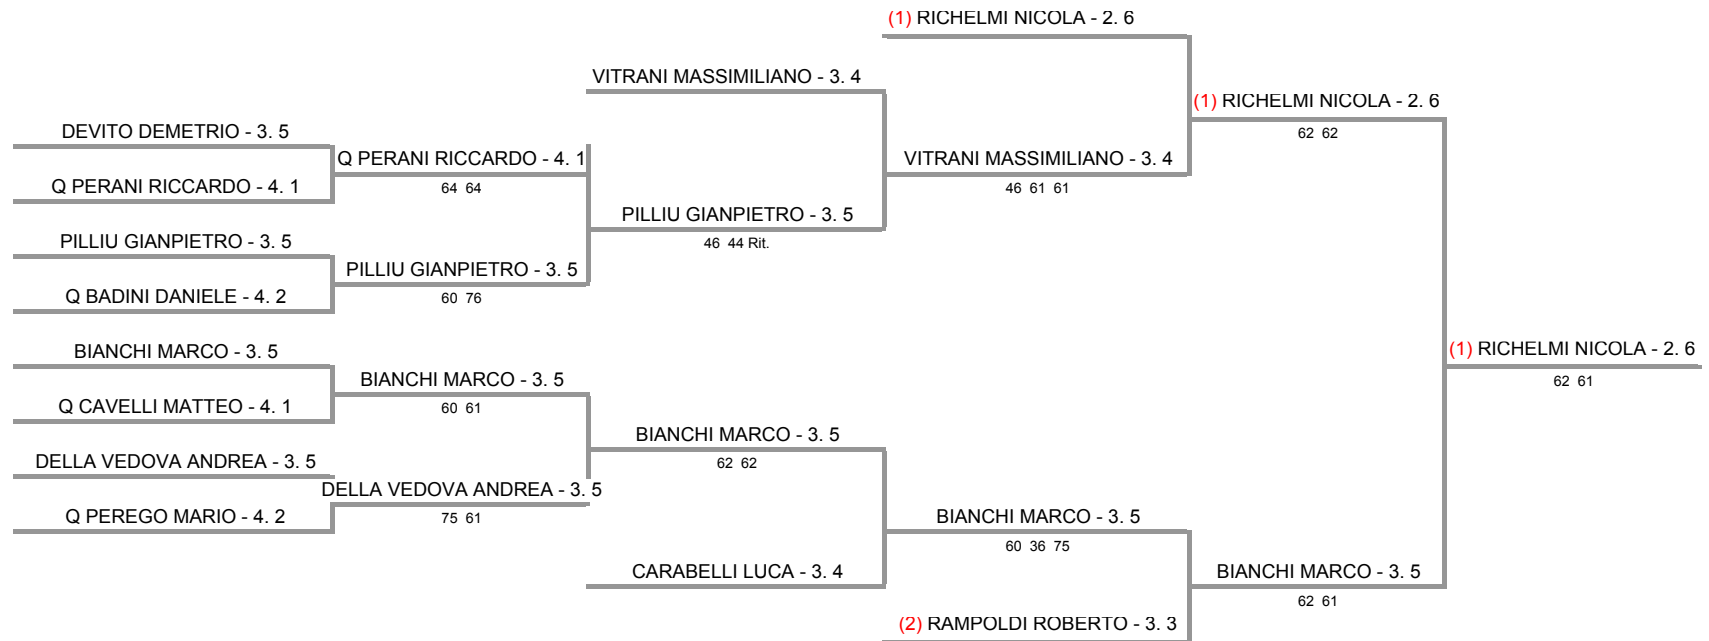 (1) RICHELMI NICOLA - 2. 6
VITRANI MASSIMILIANO - 3. 4
(1) RICHELMI NICOLA - 2. 6
62 62
DEVITO DEMETRIO - 3. 5
Q PERANI RICCARDO - 4. 1
64 64
VITRANI MASSIMILIANO - 3. 4
46 61 61
Q PERANI RICCARDO - 4. 1
PILLIU GIANPIETRO - 3. 5
46 44 Rit.
PILLIU GIANPIETRO - 3. 5
PILLIU GIANPIETRO - 3. 5
60 76
Q BADINI DANIELE - 4. 2
BIANCHI MARCO - 3. 5
(1) RICHELMI NICOLA - 2. 6
62 61
BIANCHI MARCO - 3. 5
60 61
Q CAVELLI MATTEO - 4. 1
BIANCHI MARCO - 3. 5
62 62
DELLA VEDOVA ANDREA - 3. 5
DELLA VEDOVA ANDREA - 3. 5
75 61
Q PEREGO MARIO - 4. 2
BIANCHI MARCO - 3. 5
60 36 75
CARABELLI LUCA - 3. 4
BIANCHI MARCO - 3. 5
62 61
(2) RAMPOLDI ROBERTO - 3. 3